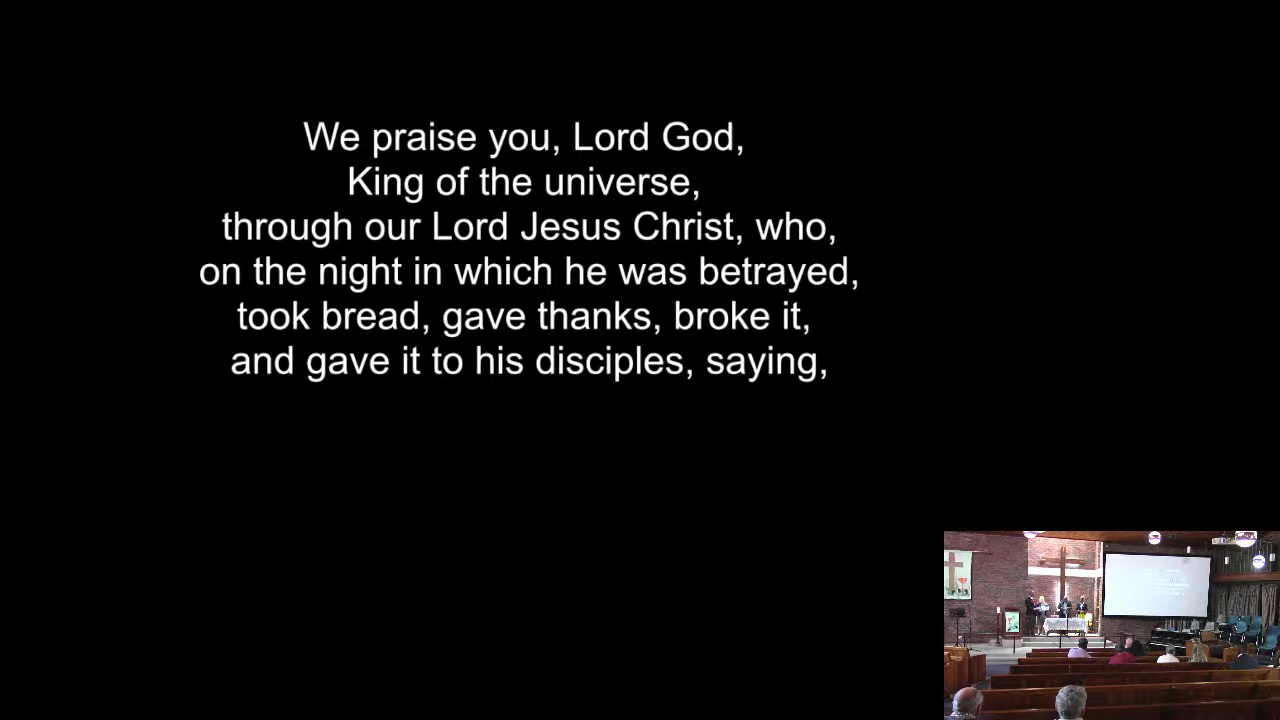 We praise you, Lord God,
King of the universe,
through our Lord Jesus Christ, who,
on the night in which he was betrayed,
took bread, gave thanks, broke it,
and gave it to his disciples, saying,